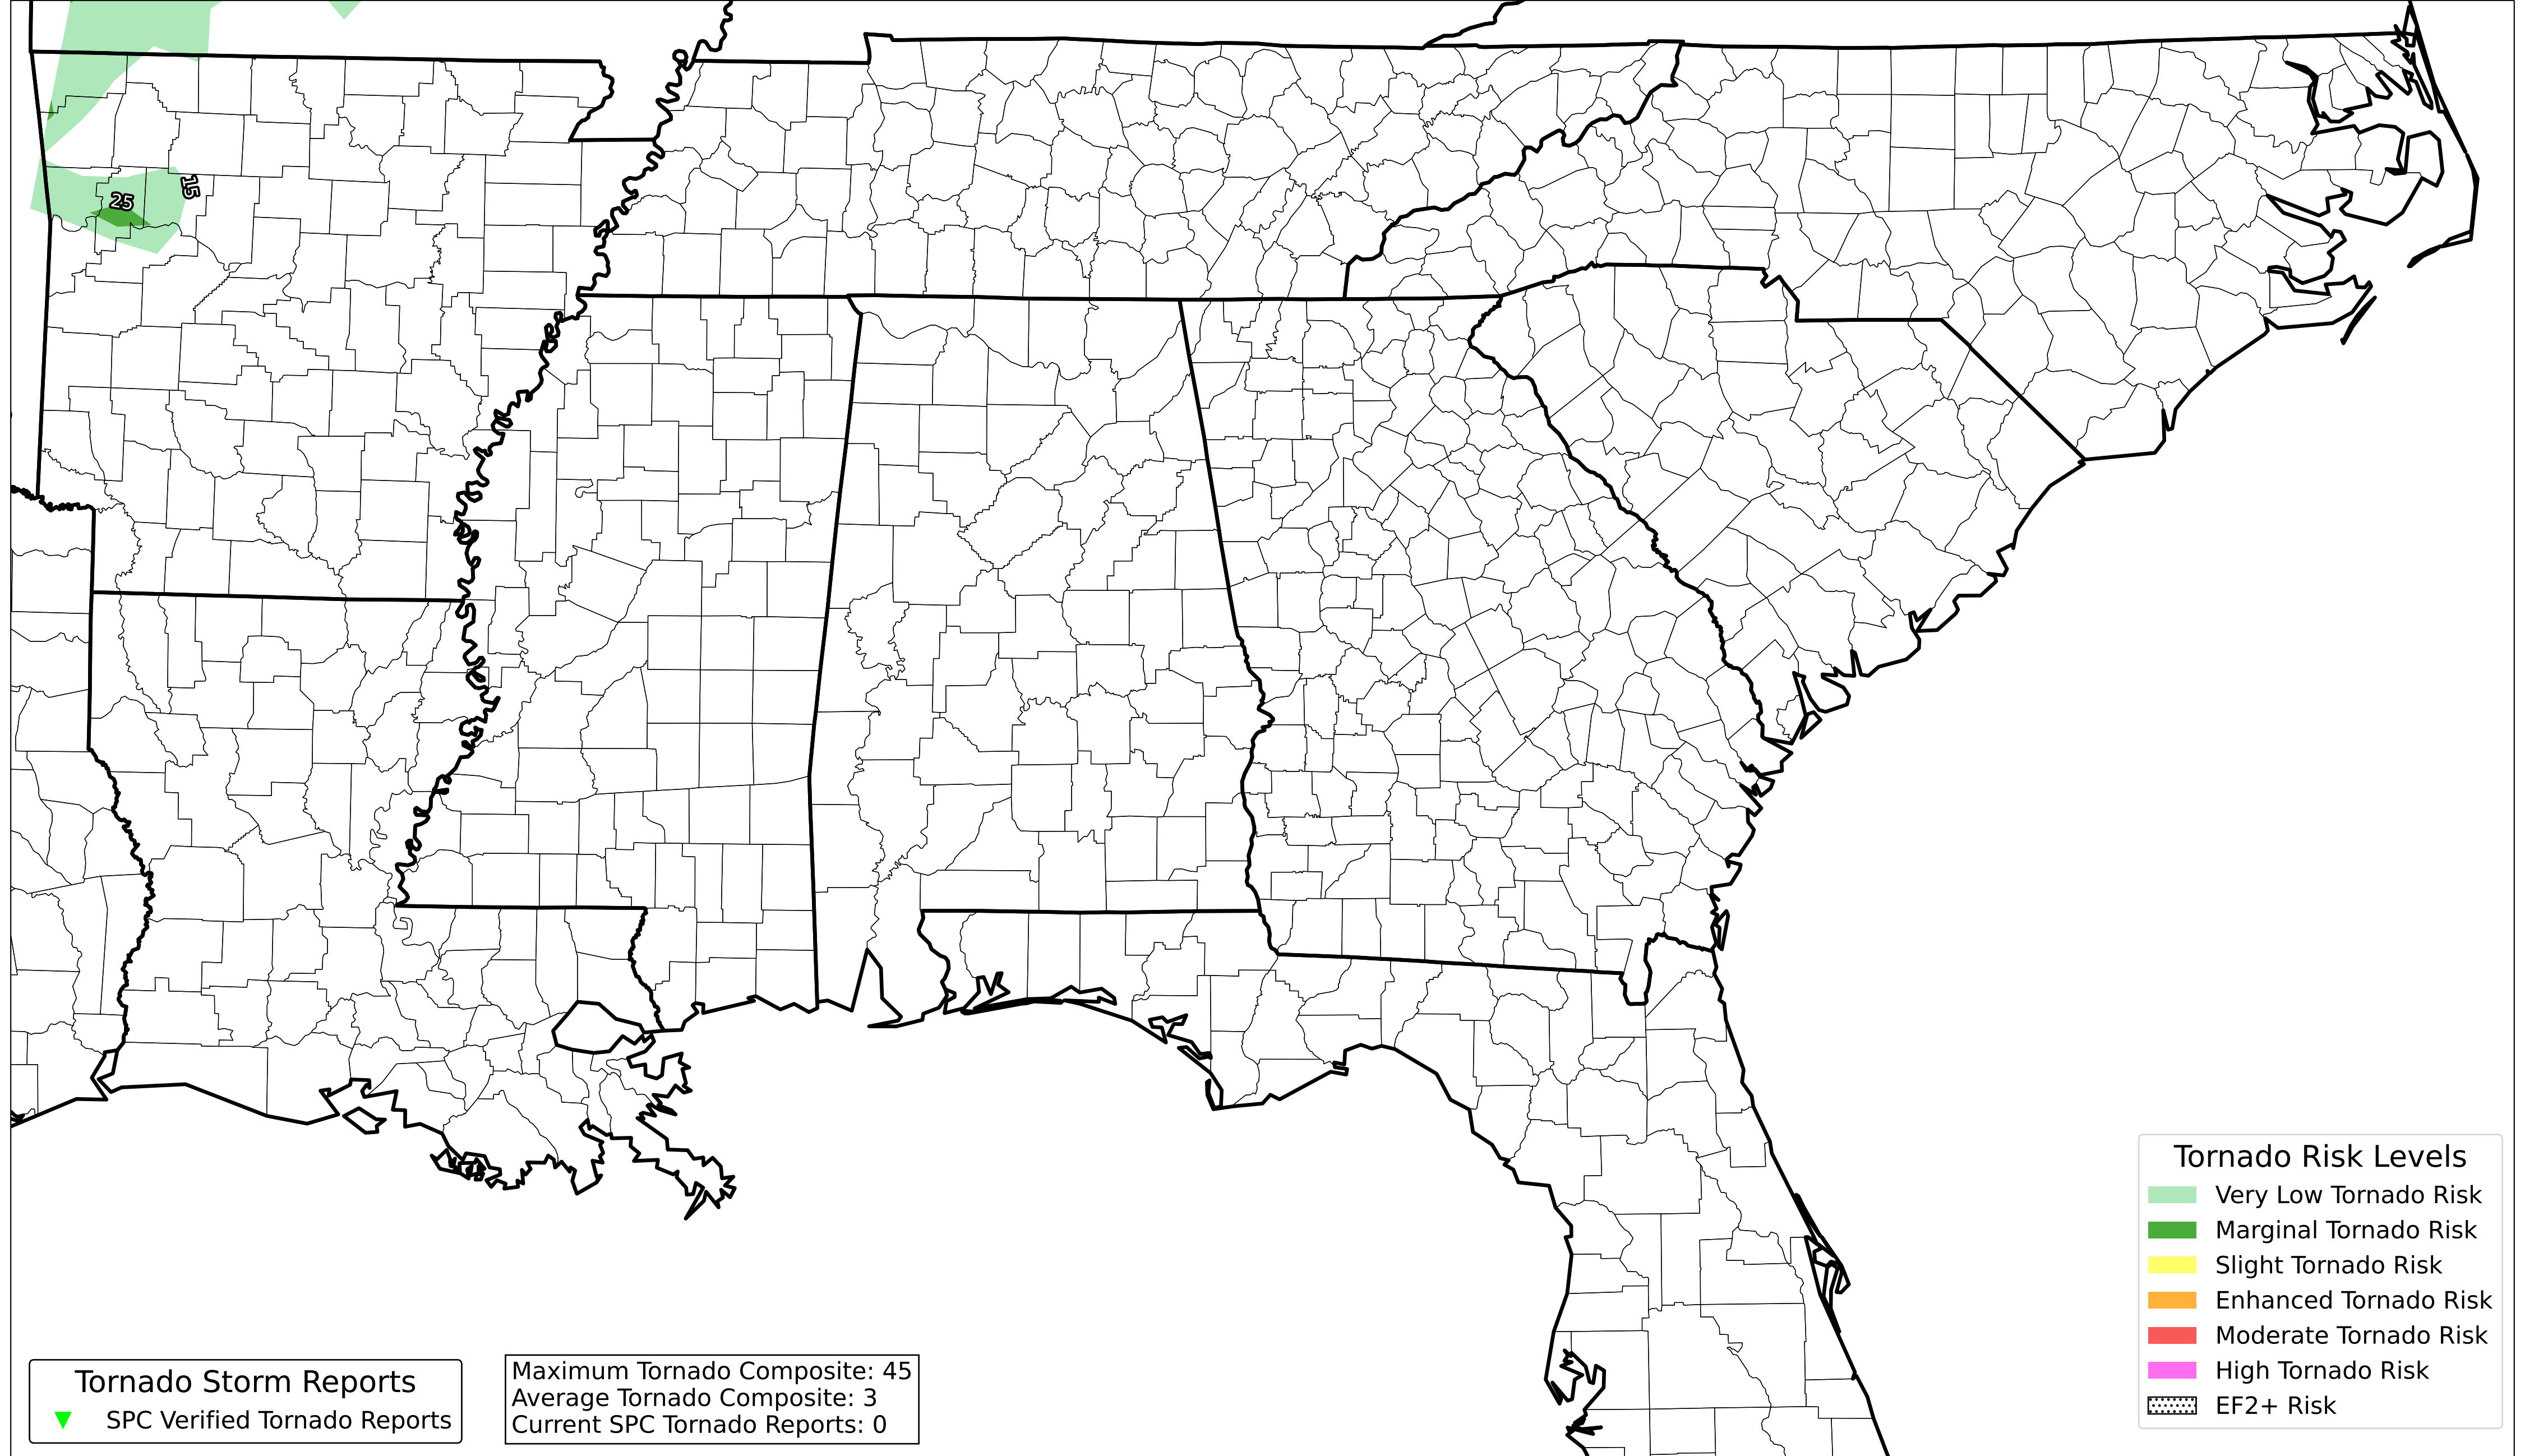 15
25
Tornado Risk Levels
Very Low Tornado Risk
Marginal Tornado Risk
Slight Tornado Risk
Enhanced Tornado Risk
Moderate Tornado Risk
High Tornado Risk
EF2+ Risk
Tornado Storm Reports
SPC Verified Tornado Reports
Maximum Tornado Composite: 45
Average Tornado Composite: 3
Current SPC Tornado Reports: 0